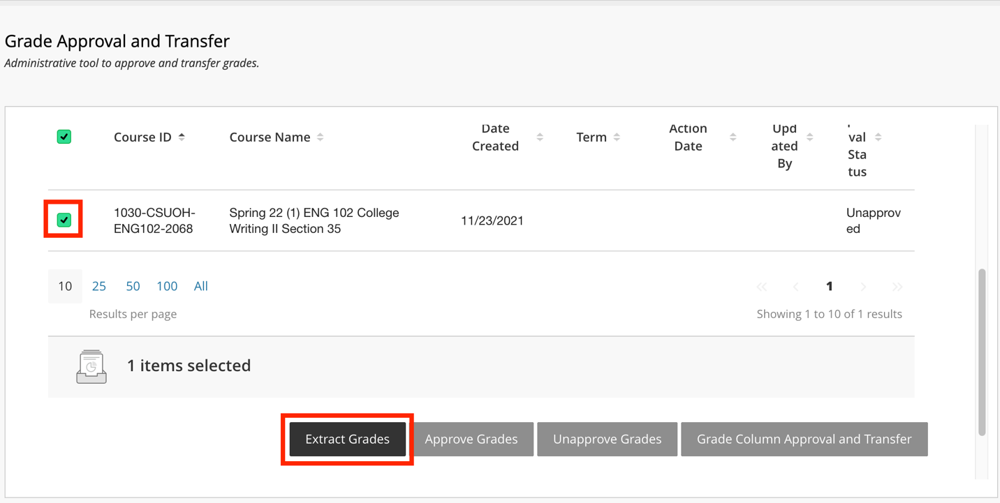 Grade Approval and Transfer
Administrative tool to approve and transfer grades.
Course ID
Course Name
Date
Created
Term
Action
Date
Upd
ated
By
val
Sta
tus
1030-CSUOH-
ENG102-2068
Spring 22 (1) ENG 102 College
Writing II Section 35
11/23/2021
Unapprov
ed
10 25 50 100 All
1
Results per page
Showing 1 to 10 of 1 results
1 items selected
Extract Grades
Approve Grades
Unapprove Grades
Grade Column Approval and Transfer